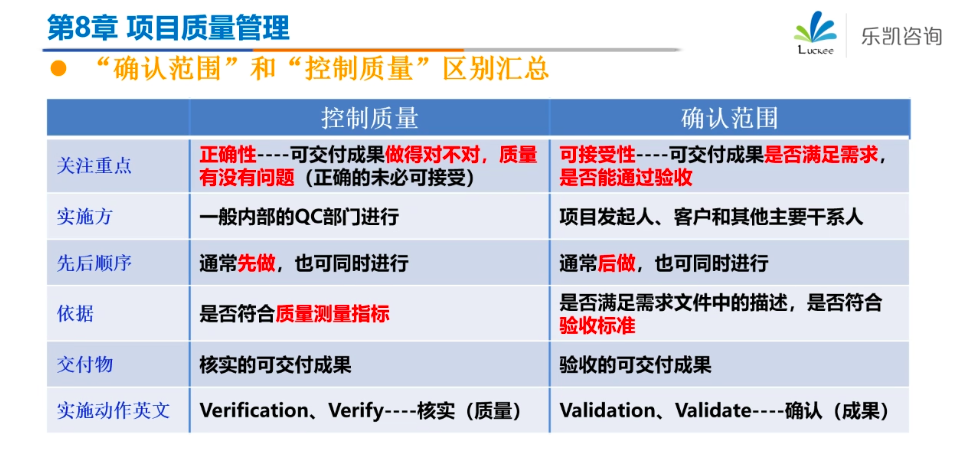 第8章 项目质量管理
Luckee 乐凯咨询
“确认范围”和“控制质量”区别汇总
控制质量 确认范围
关注重点 正确性----可交付成果做得对不对，质量 可接受性----可交付成果是否满足需求，
有没有问题（正确的未必可接受） 是否能通过验收
实施方 一般内部的QC部门进行 项目发起人、客户和其他主要干系人
先后顺序 通常先做，也可同时进行 通常后做，也可同时进行
依据 是否符合质量测量指标 是否满足需求文件中的描述，是否符合
验收标准
交付物 核实的可交付成果 验收的可交付成果
实施动作英文 Verification、Verify----核实（质量） Validation、Validate----确认（成果）